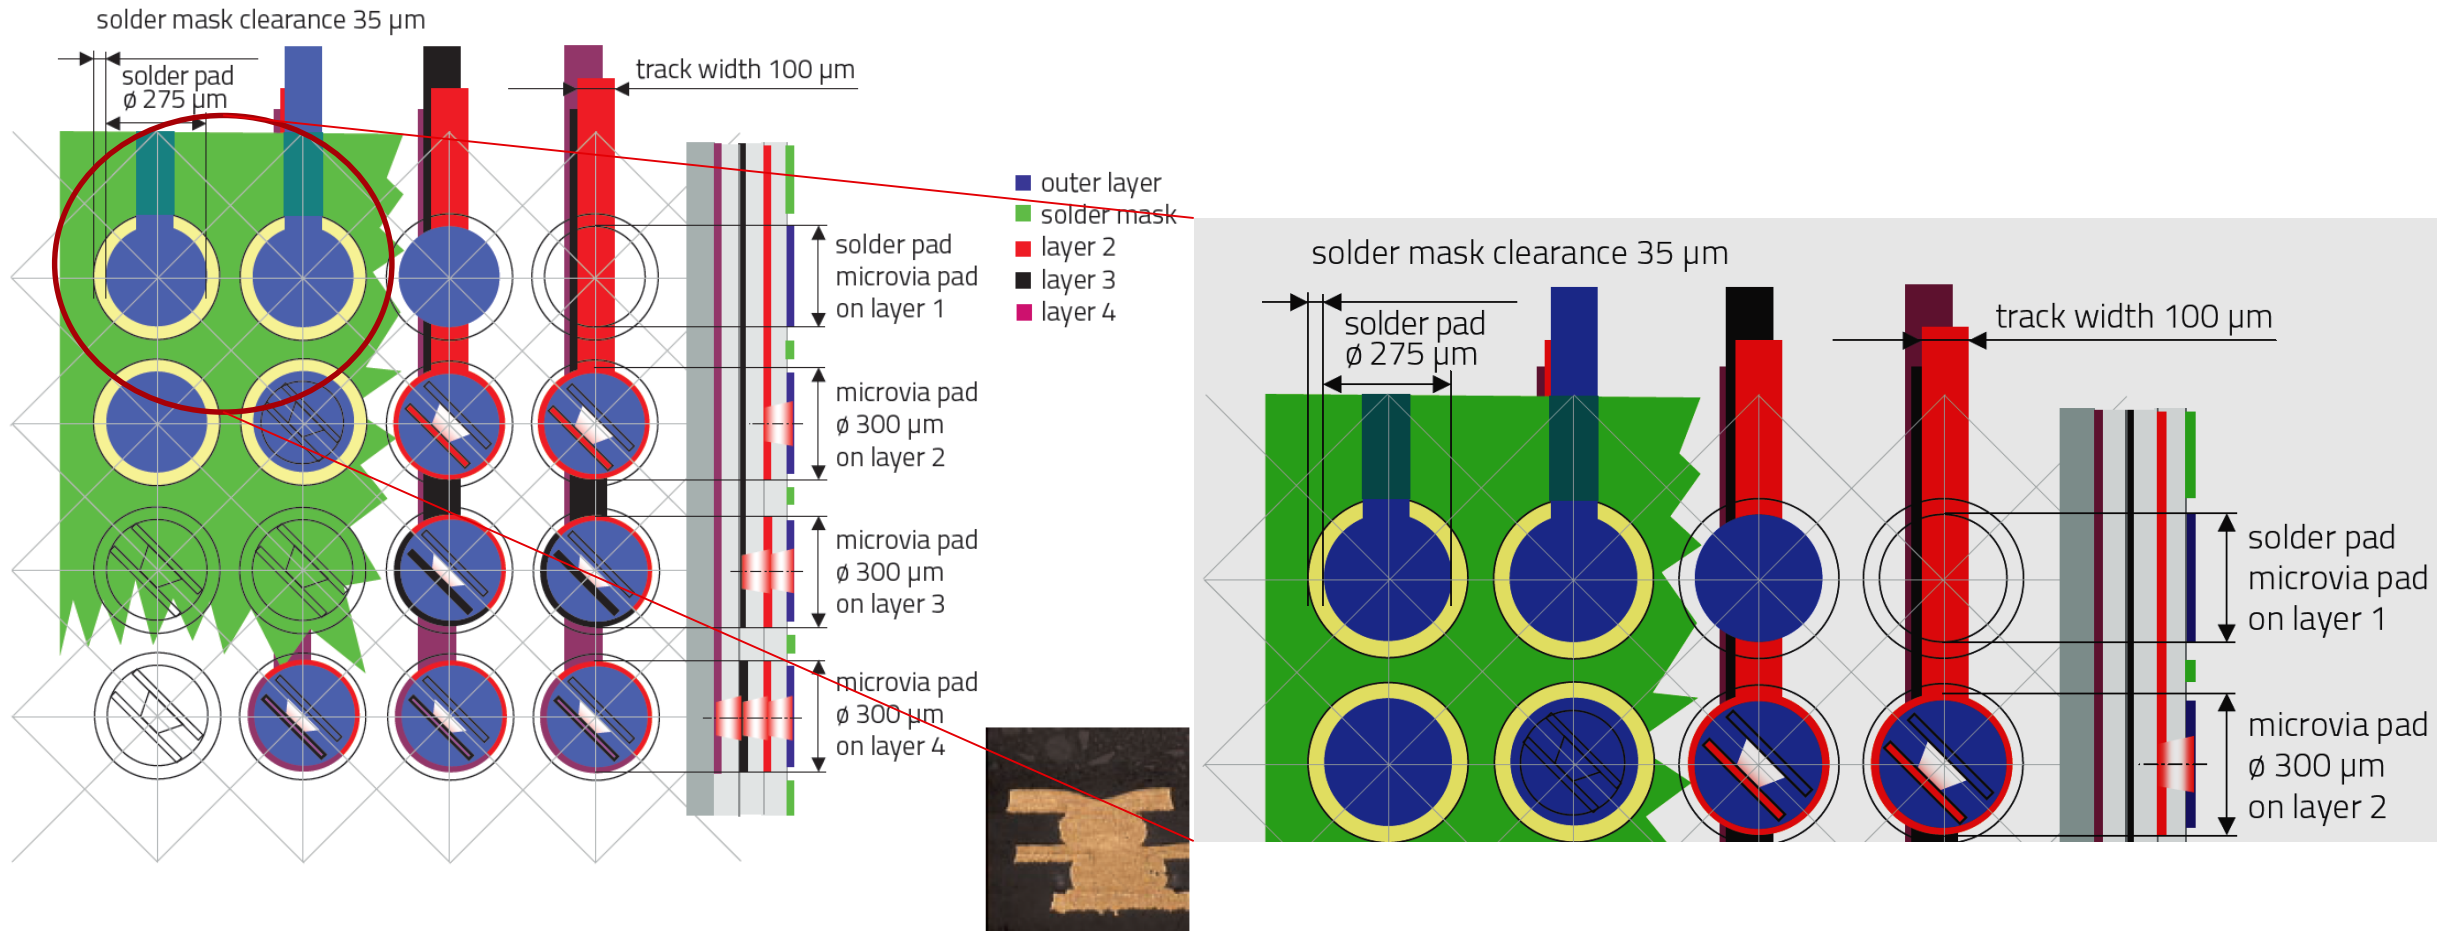 solder mask clearance 35 µm
solder pad
ø 275 µm
track width 100 µm
outer layer
solder mask
layer 2
layer 3
layer 4
solder pad
microvia pad
on layer 1
microvia pad
ø 300 µm
on layer 2
microvia pad
ø 300 µm
on layer 3
microvia pad
ø 300 µm
on layer 4
solder mask clearance 35 µm
solder pad
ø 275 µm
track width 100 µm
solder pad
microvia pad
on layer 1
microvia pad
ø 300 µm
on layer 2